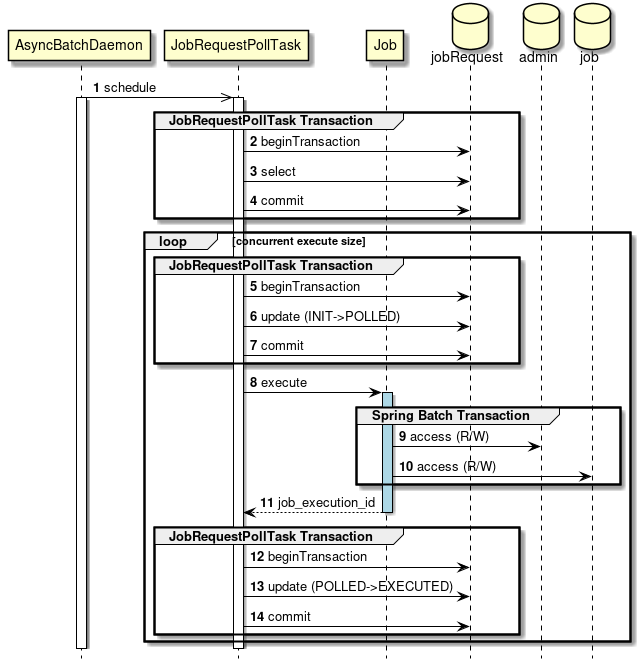 AsyncBatchDaemon
JobRequestPollTask
Job
jobRequest
admin
job
1 schedule
JobRequestPollTask Transaction
2 beginTransaction
3 select
4 commit
loop [concurrent execute size]
JobRequestPollTask Transaction
5 beginTransaction
6 update (INIT->POLLED)
7 commit
8 execute
Spring Batch Transaction
9 access (R/W)
10 access (R/W)
11 job_execution_id
JobRequestPollTask Transaction
12 beginTransaction
13 update (POLLED->EXECUTED)
14 commit